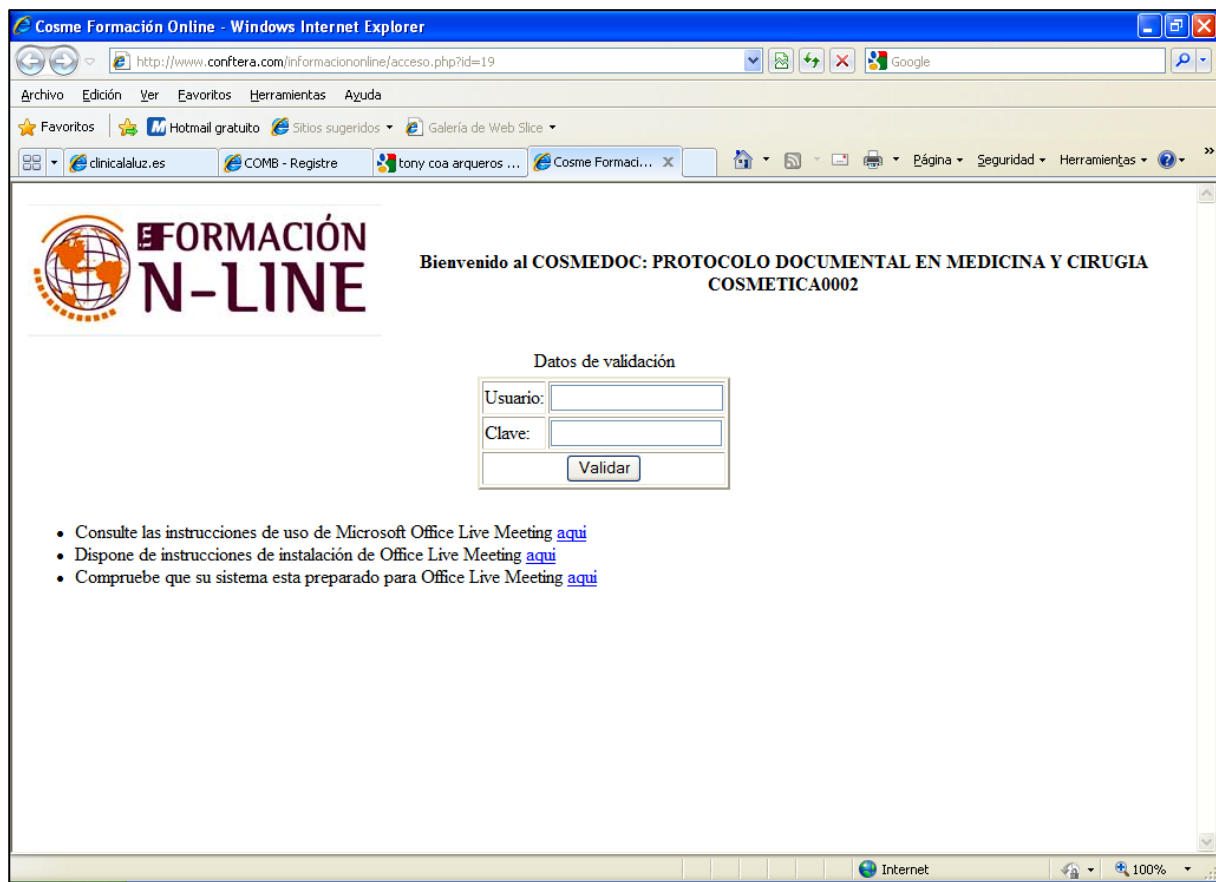 Cosme Formación Online - Windows Internet Explorer
http://www.conftera.com/informaciononline/acceso.php?id=19
Google
Archivo Edición Ver Favoritos Herramientas Ayuda
Favoritos Hotmail gratuito Sitios sugeridos Galería de Web Slice
clinicalaluz.es COMB - Registre tony coa arqueros ... Cosme Formaci... Página Seguridad Herramientas »
E-FORMACIÓN
N-LINE
Bienvenido al COSMEDOC: PROTOCOLO DOCUMENTAL EN MEDICINA Y CIRUGIA
COSMETICA0002
Datos de validación
Usuario:
Clave:
Validar
Consulte las instrucciones de uso de Microsoft Office Live Meeting aqui
Dispone de instrucciones de instalación de Office Live Meeting aqui
Compruebe que su sistema esta preparado para Office Live Meeting aqui
Internet 100%